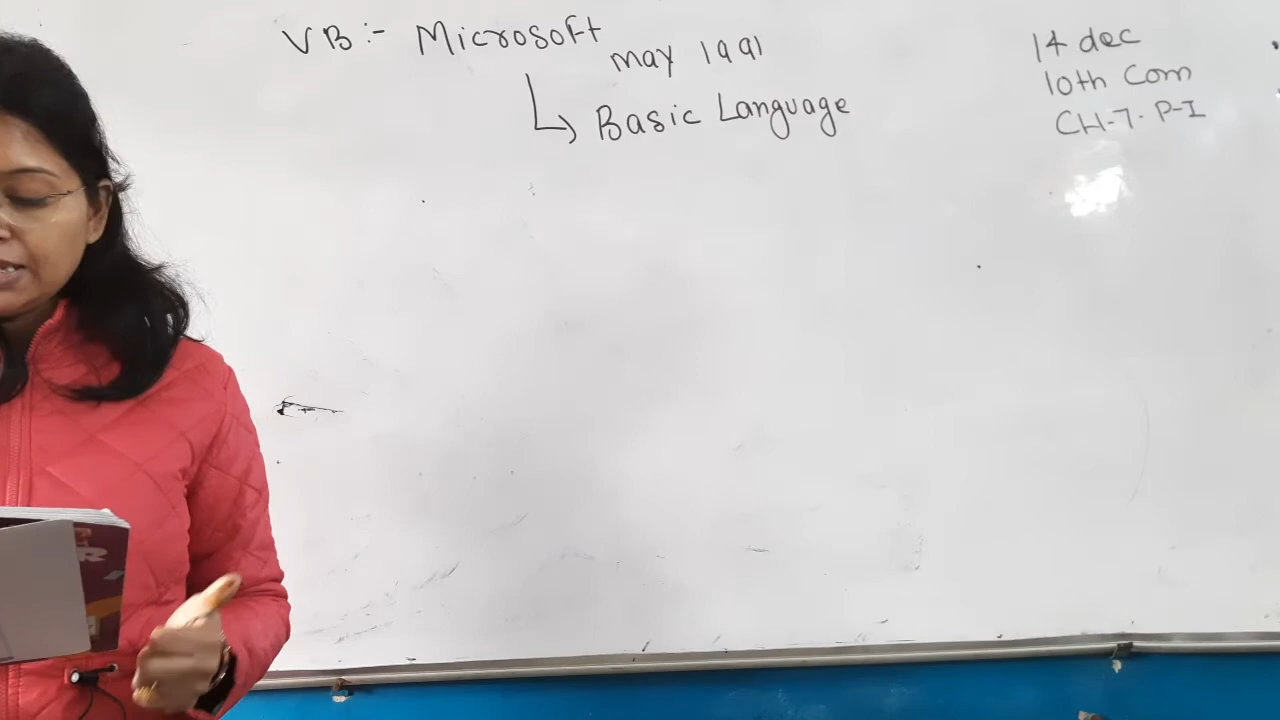 VB:- Microsoft
may 1991
Basic Language
14 dec
10th Com
CH-7. P-I